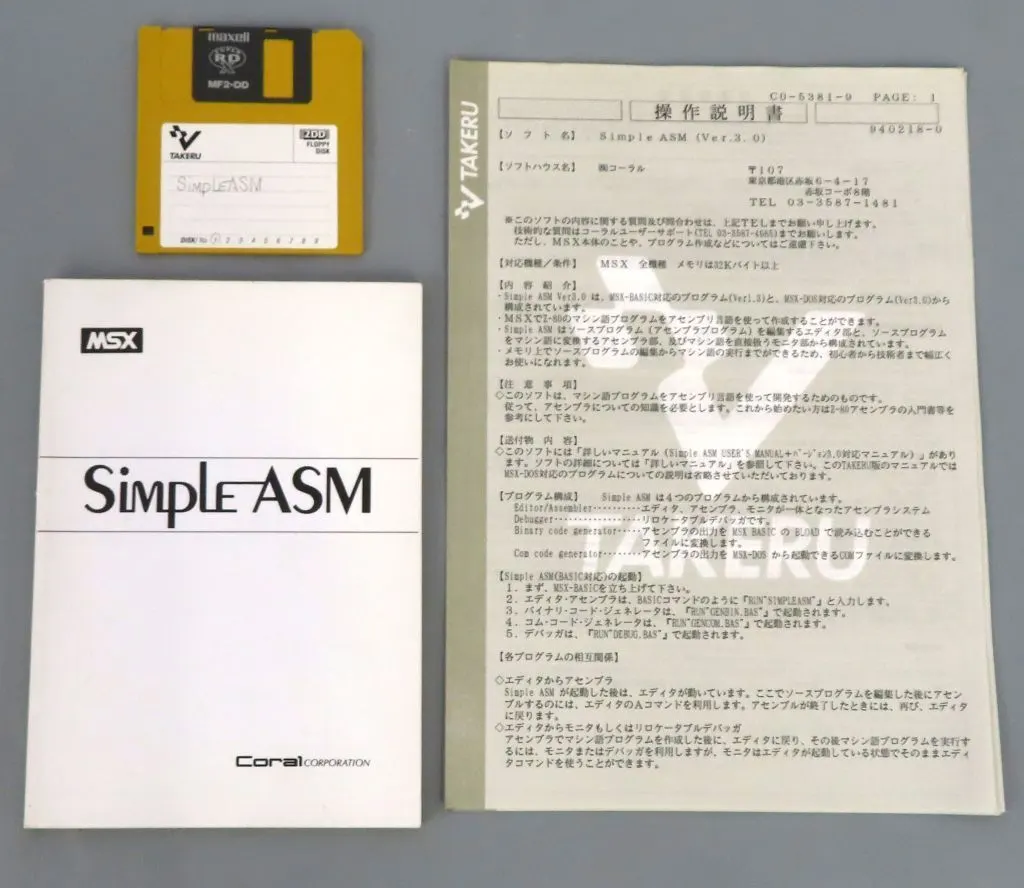 maxell
SUPER
RD
MF2-DD
TAKERU
2DD
FLOPPY
DISK
SimpLEASM
DISK/No 1 2 3 4 5 6 7 8 9
MSX
SimpLE ASM
Coral CORPORATION
TAKERU
CO-5381-9 PAGE: 1
操作説明書
940218-0
【ソフト名】 Simple ASM (Ver.3.0)
【ソフトハウス名】 ㈱コーラル 〒107
東京都港区赤坂6-4-17
赤坂コーポ8階
TEL 03-3587-1481
※このソフトの内容に関する質問及び問合わせは、上記TELまでお願い申し上げます。
技術的な質問はコーラルユーザーサポート(TEL 03-3587-4965)までお願いします。
ただし、MSX本体のことや、プログラム作成などについてはご遠慮下さい。
【対応機種/条件】 MSX 全機種 メモリは32Kバイト以上
【内容紹介】
・Simple ASM Ver3.0 は、MSX-BASIC対応のプログラム(Ver1.3)と、MSX-DOS対応のプログラム(Ver3.0)から
構成されています。
・MSXでZ-80のマシン語プログラムをアセンブリ言語を使って作成することができます。
・Simple ASM はソースプログラム(アセンブラプログラム)を編集するエディタ部と、ソースプログラム
をマシン語に変換するアセンブラ部、及びマシン語を直接扱うモニタ部から構成されています。
・メモリ上でソースプログラムの編集からマシン語の実行までができるため、初心者から技術者まで幅広く
お使いになれます。
【注意事項】
◇このソフトは、マシン語プログラムをアセンブリ言語を使って開発するためのものです。
従って、アセンブラについての知識を必要とします。これから始めたい方はZ-80アセンブラの入門書等を
参考にして下さい。
【送付物 内容】
◇このソフトには「詳しいマニュアル(Simple ASM USER'S MANUAL+バージョン3.0対応マニュアル)」があり
ます。ソフトの詳細については「詳しいマニュアル」を参照して下さい。このTAKERU版のマニュアルでは
MSX-DOS対応のプログラムについての説明は省略させていただいております。
【プログラム構成】 Simple ASM は4つのプログラムから構成されています。
Editor/Assembler・・・・・・・・・エディタ、アセンブラ、モニタが一体となったアセンブラシステム
Debugger・・・・・・・・・・・・・・・・・リロケータブルデバッガです。
Binary code generator・・・・・アセンブラの出力を MSX BASIC の BLOAD で読み込むことができる
ファイルに変換します。
Com code generator・・・・・・・・アセンブラの出力を MSX-DOS から起動できるCOMファイルに変換します。
【Simple ASM(BASIC対応)の起動】
1. まず、MSX-BASICを立ち上げて下さい。
2. エディタ・アセンブラは、BASICコマンドのように「RUN"SIMPLEASM"」と入力します。
3. バイナリ・コード・ジェネレータは、「RUN"GENBIN.BAS"」で起動されます。
4. コム・コード・ジェネレータは、「RUN"GENCOM.BAS"」で起動されます。
5. デバッガは、「RUN"DEBUG.BAS"」で起動されます。
【各プログラムの相互関係】
◇エディタからアセンブラ
Simple ASM が起動した後は、エディタが動いています。ここでソースプログラムを編集した後にアセン
ブルするのには、エディタのAコマンドを利用します。アセンブルが終了したときには、再び、エディタ
に戻ります。
◇エディタからモニタもしくはリロケータブルデバッガ
アセンブラでマシン語プログラムを作成した後に、エディタに戻り、その後マシン語プログラムを実行す
るには、モニタまたはデバッガを利用しますが、モニタはエディタが起動している状態でそのままエディ
タコマンドを使うことができます。
TAKERU